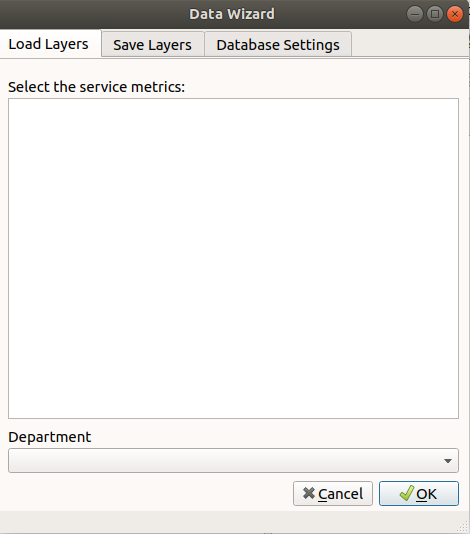 Data Wizard
Load Layers
Save Layers
Database Settings
Select the service metrics:
Department
Cancel
OK